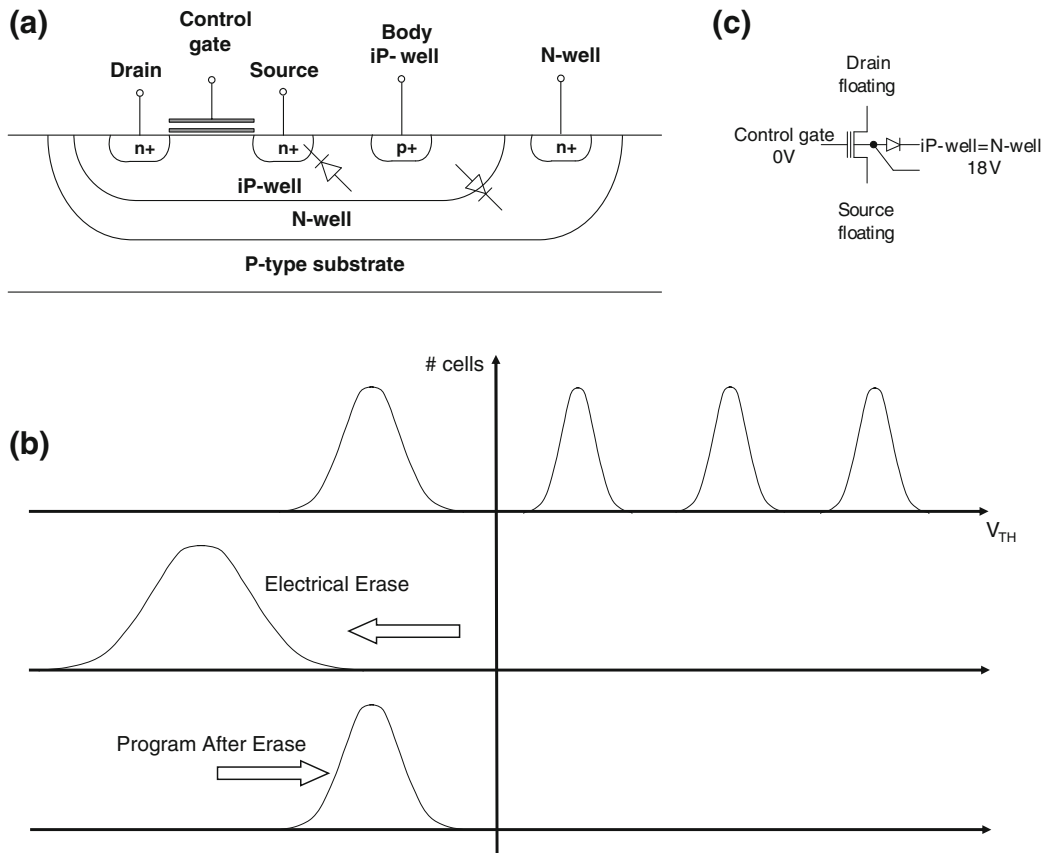 (a)
Control
gate
Drain
Source
Body
iP- well
N-well
n+
n+
p+
n+
iP-well
N-well
P-type substrate
(c)
Drain
floating
Control gate
0V
iP-well=N-well
18V
Source
floating
(b)
# cells
V_TH
Electrical Erase
Program After Erase